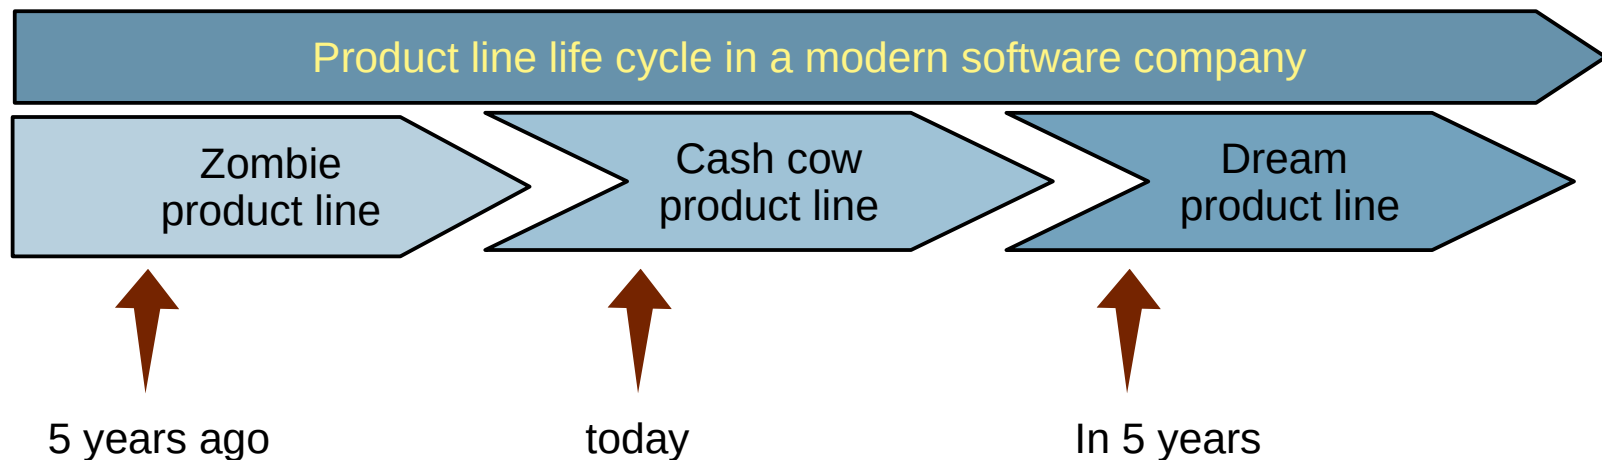 Product line life cycle in a modern software company
Zombie
product line
Cash cow
product line
Dream
product line
5 years ago
today
In 5 years